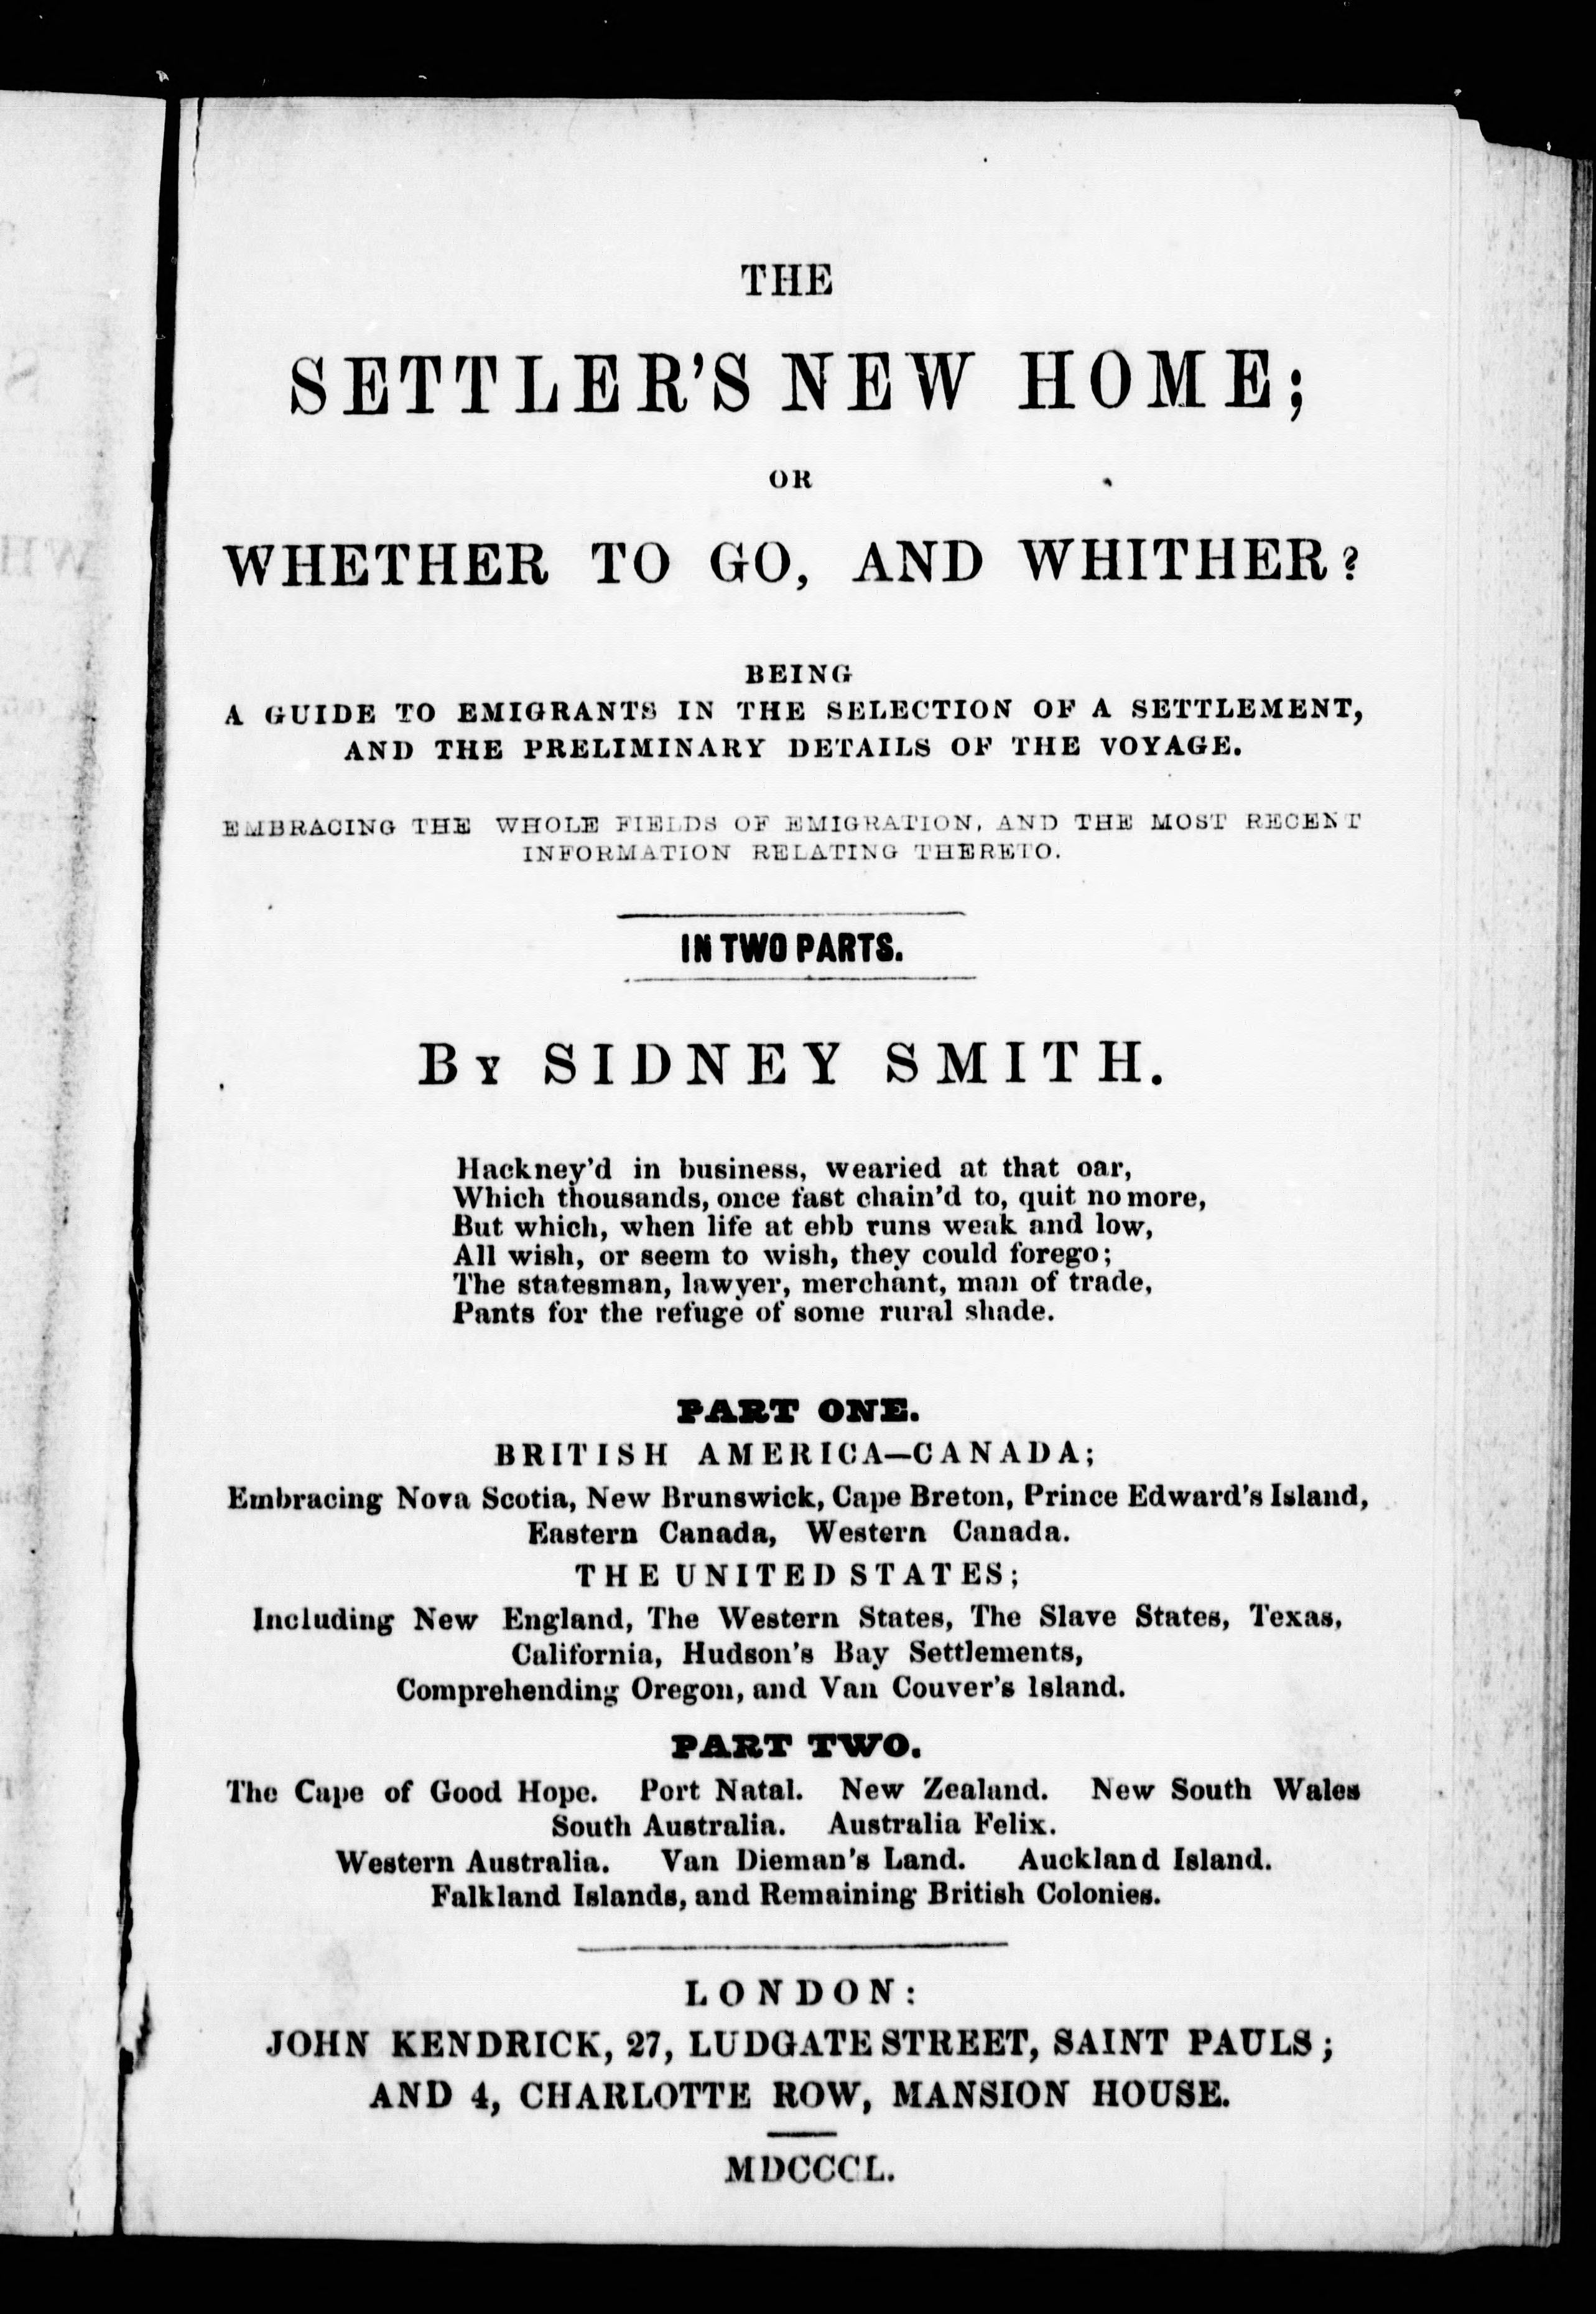 THE
SETTLER'S NEW HOME;
OR
WHETHER TO GO, AND WHITHER?
BEING
A GUIDE TO EMIGRANTS IN THE SELECTION OF A SETTLEMENT,
AND THE PRELIMINARY DETAILS OF THE VOYAGE.
EMBRACING THE WHOLE FIELDS OF EMIGRATION, AND THE MOST RECENT
INFORMATION RELATING THERETO.
IN TWO PARTS.
BY SIDNEY SMITH.
Hackney'd in business, wearied at that oar,
Which thousands, once fast chain'd to, quit no more,
But which, when life at ebb runs weak and low,
All wish, or seem to wish, they could forego;
The statesman, lawyer, merchant, man of trade,
Pants for the refuge of some rural shade.
PART ONE.
BRITISH AMERICA—CANADA;
Embracing Nova Scotia, New Brunswick, Cape Breton, Prince Edward's Island,
Eastern Canada, Western Canada.
THE UNITED STATES;
Including New England, The Western States, The Slave States, Texas,
California, Hudson's Bay Settlements,
Comprehending Oregon, and Van Couver's Island.
PART TWO.
The Cape of Good Hope. Port Natal. New Zealand. New South Wales
South Australia. Australia Felix.
Western Australia. Van Dieman's Land. Auckland Island.
Falkland Islands, and Remaining British Colonies.
LONDON:
JOHN KENDRICK, 27, LUDGATE STREET, SAINT PAULS;
AND 4, CHARLOTTE ROW, MANSION HOUSE.
MDCCCL.